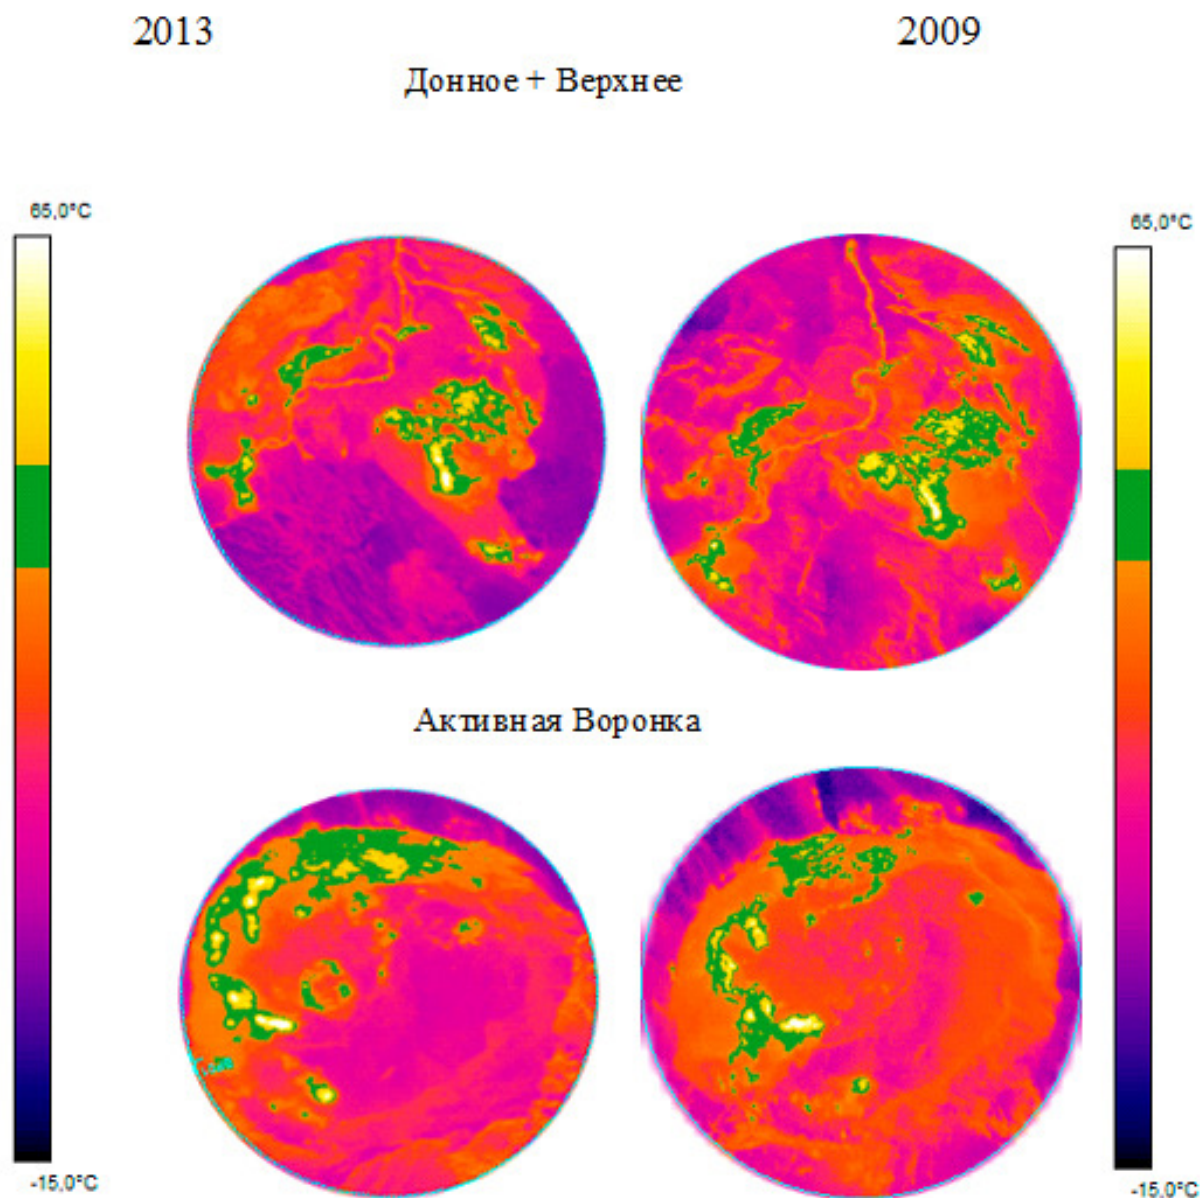 2013
2009
Донное + Верхнее
65,0°C
65,0°C
Активная Воронка
-15,0°C
-15,0°C